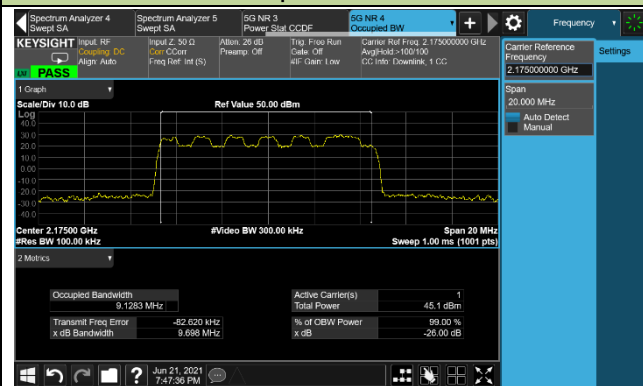 Spectrum Analyzer 4
Swept SA
Spectrum Analyzer 5
Swept SA
5G NR 3
Power Stat CCDF
5G NR 4
Occupied BW
Frequency
KEYSIGHT
Input: RF
Coupling: DC
Align: Auto
Input Z: 50 Ω
Corr CCorr
Freq Ref: Int (S)
Atten: 26 dB
Preamp: Off
Trig: Free Run
Gate: Off
#IF Gain: Low
Carrier Ref Freq: 2.175000000 GHz
Avg|Hold:>100/100
CC Info: Downlink, 1 CC
PASS
Carrier Reference
Frequency
2.175000000 GHz
Settings
Span
20.000 MHz
Auto Detect
Manual
1 Graph
Scale/Div 10.0 dB
Ref Value 50.00 dBm
Log
40.0
30.0
20.0
10.0
0.00
-10.0
-20.0
-30.0
-40.0
Center 2.17500 GHz
#Video BW 300.00 kHz
Span 20 MHz
#Res BW 100.00 kHz
Sweep 1.00 ms (1001 pts)
2 Metrics
Occupied Bandwidth
9.1283 MHz
Active Carrier(s)
1
Total Power
45.1 dBm
Transmit Freq Error
-82.620 kHz
% of OBW Power
99.00 %
x dB Bandwidth
9.698 MHz
x dB
-26.00 dB
?
Jun 21, 2021
7:47:36 PM